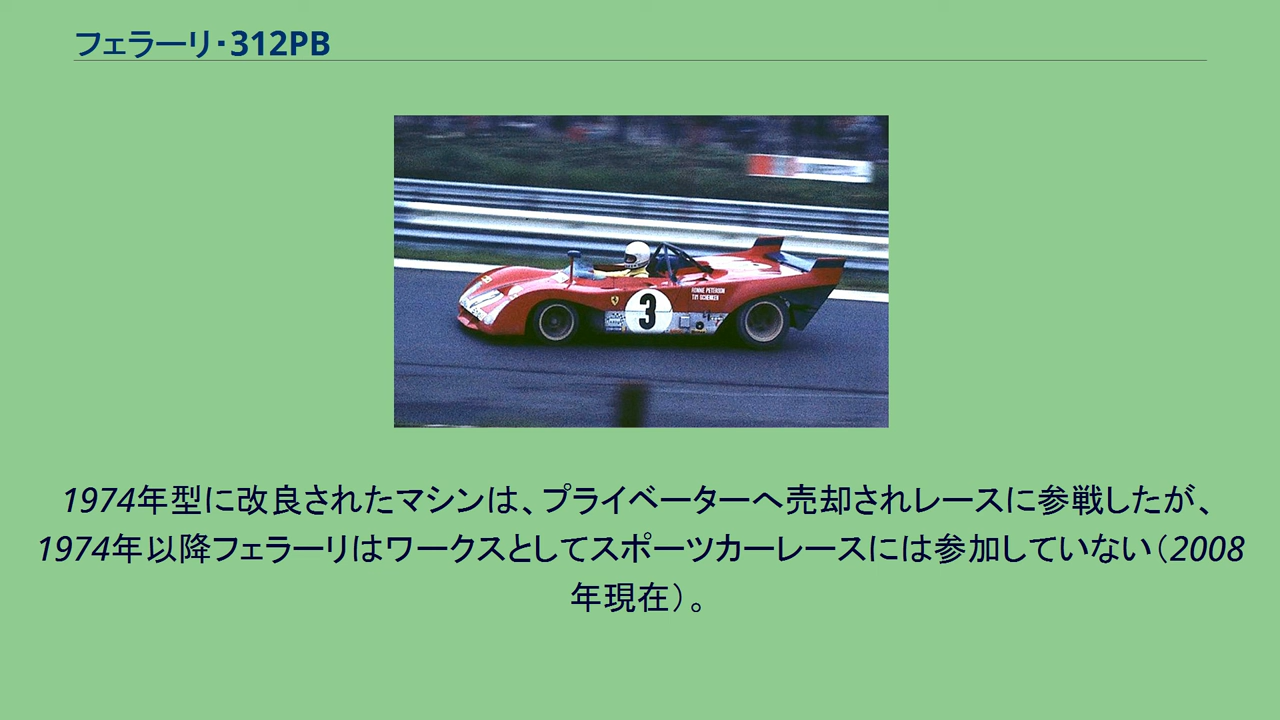 フェラーリ・312PB
RONNIE PETERSON
TIM SCHENKEN
3
1974年型に改良されたマシンは、プライベーターへ売却されレースに参戦したが、
1974年以降フェラーリはワークスとしてスポーツカーレースには参加していない（2008
年現在）。